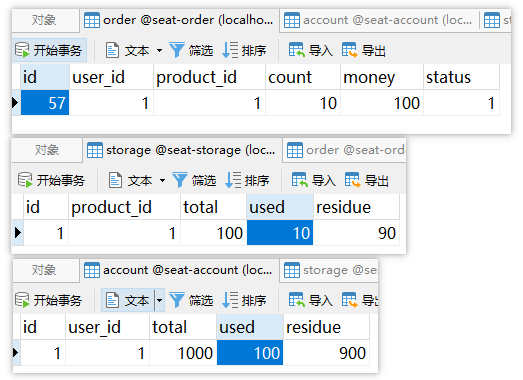 对象 order @seat-order (localho... account @seat-account (local... st
开始事务 文本 筛选 排序 导入 导出
id user_id product_id count money status
57 1 1 10 100 1
对象 storage @seat-storage (loc... order @seat-ord
开始事务 文本 筛选 排序 导入 导出
id product_id total used residue
1 1 100 10 90
对象 account @seat-account (loc... storage @se
开始事务 文本 筛选 排序 导入 导出
id user_id total used residue
1 1 1000 100 900